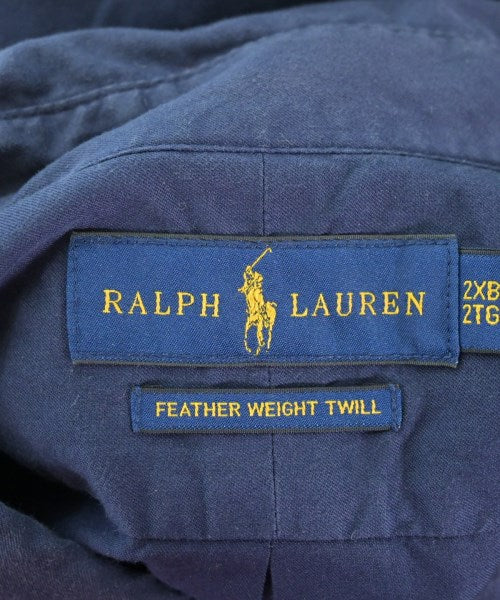 RALPH LAUREN
2XB
2TG
FEATHER WEIGHT TWILL